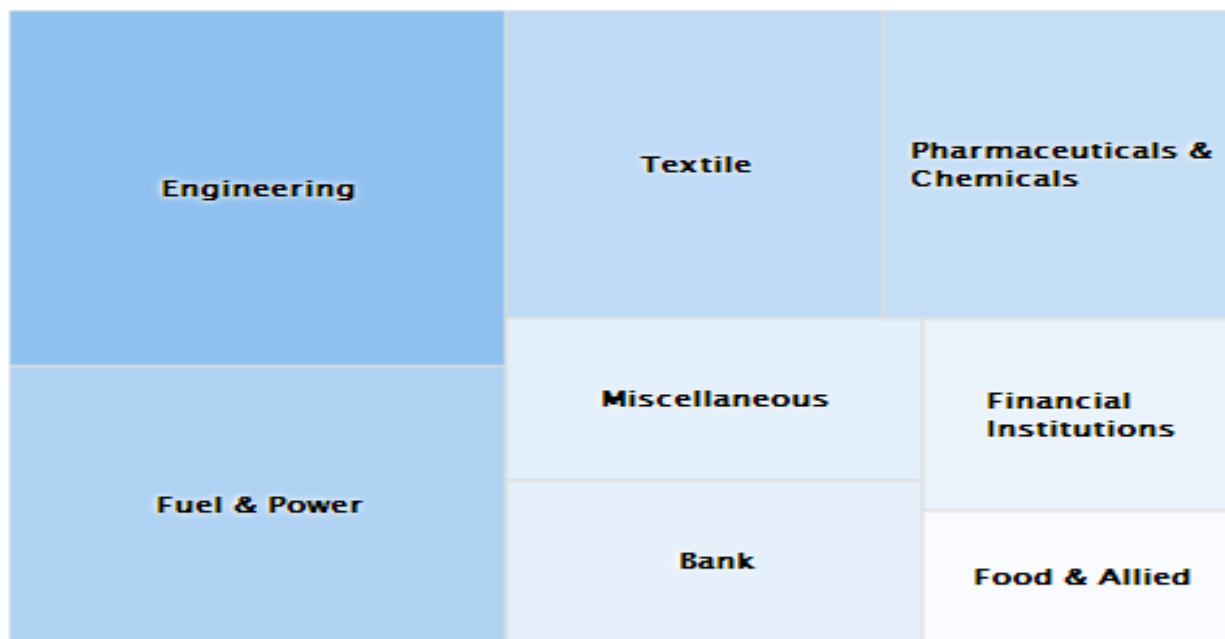 Engineering
Textile
Pharmaceuticals &
Chemicals
Miscellaneous
Financial
Institutions
Fuel & Power
Bank
Food & Allied